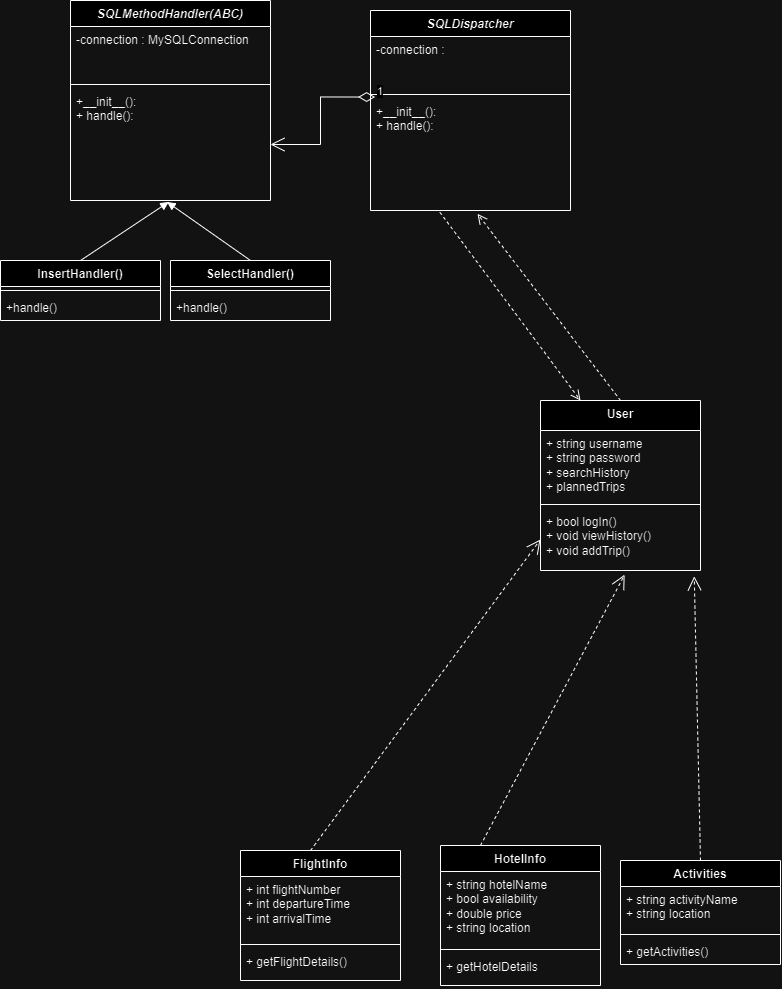 SQLMethodHandler(ABC)
-connection : MySQLConnection
+__init__():
+ handle():
SQLDispatcher
-connection :
1
+__init__():
+ handle():
InsertHandler()
+handle()
SelectHandler()
+handle()
User
+ string username
+ string password
+ searchHistory
+ plannedTrips
+ bool logIn()
+ void viewHistory()
+ void addTrip()
FlightInfo
+ int flightNumber
+ int departureTime
+ int arrivalTime
+ getFlightDetails()
HotelInfo
+ string hotelName
+ bool availability
+ double price
+ string location
+ getHotelDetails
Activities
+ string activityName
+ string location
+ getActivities()